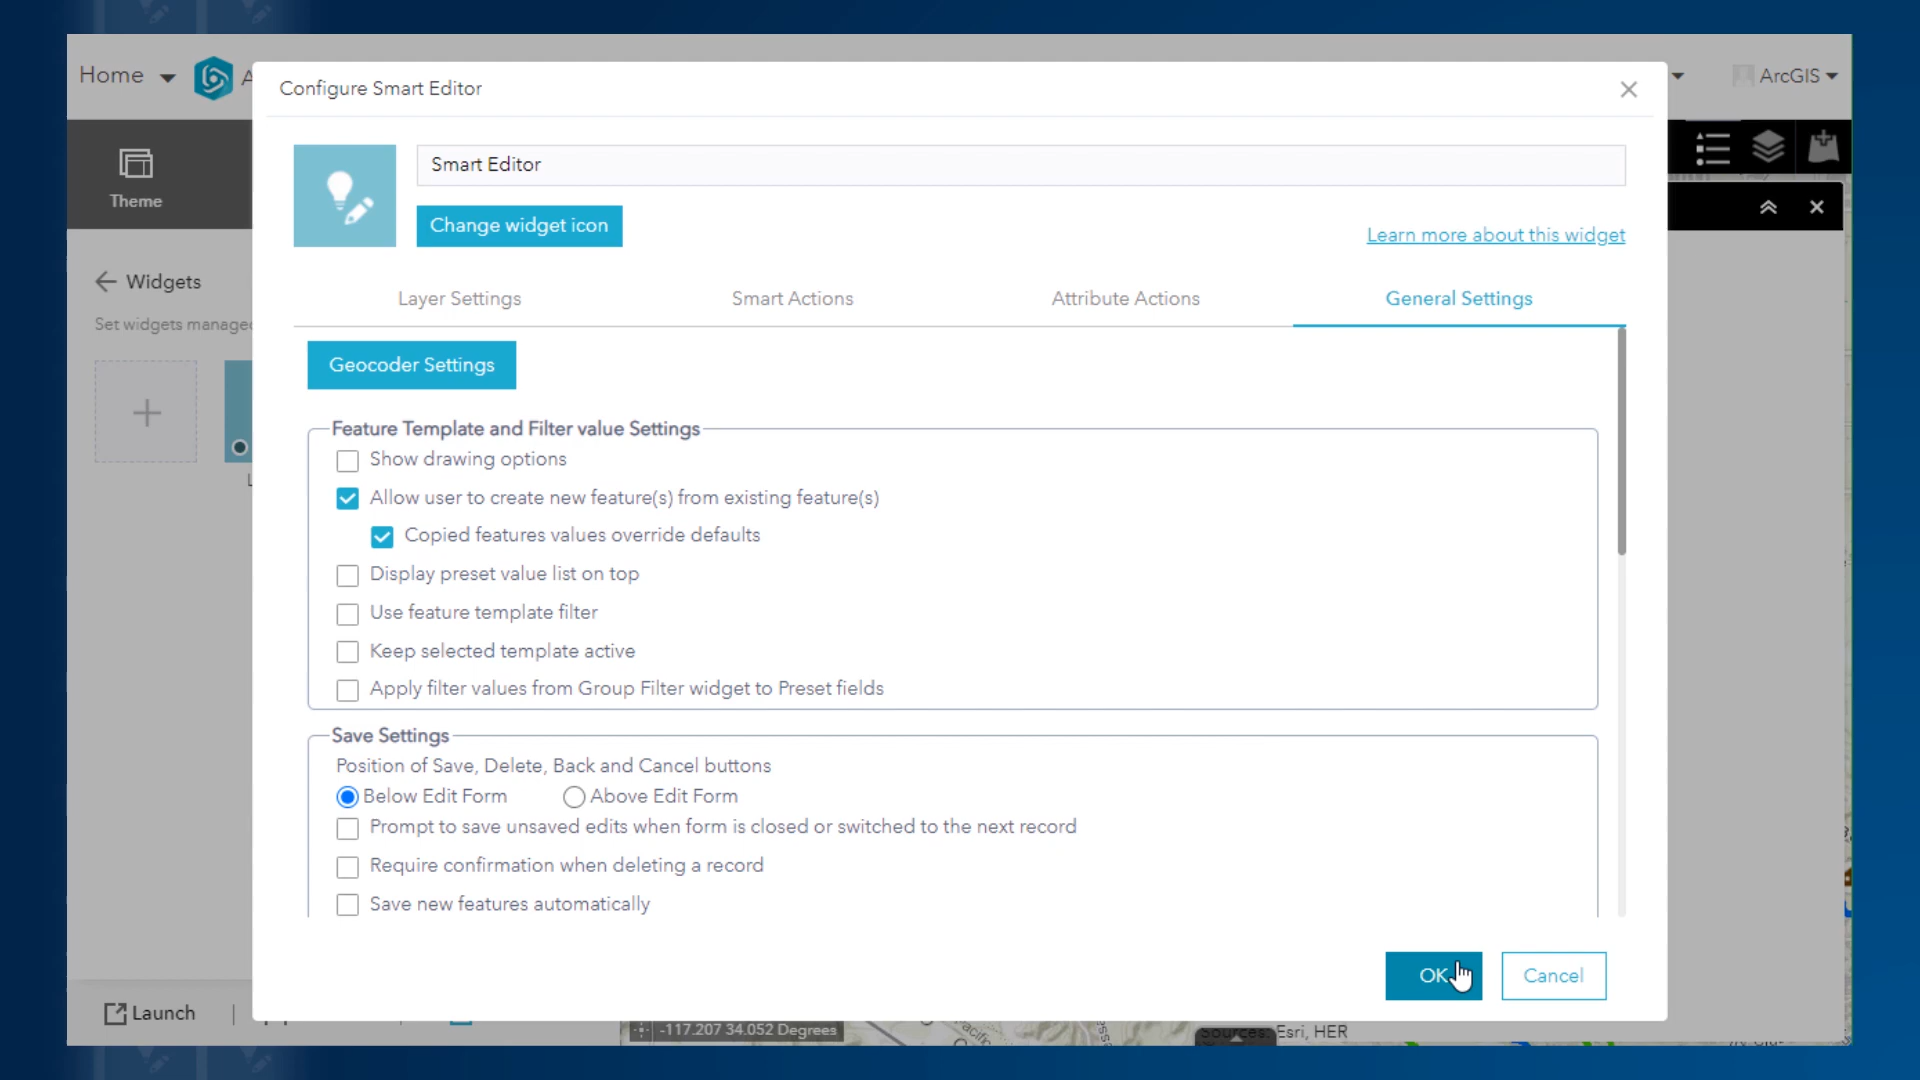 Home
Configure Smart Editor
ArcGIS
Smart Editor
Theme
Change widget icon
Learn more about this widget
Widgets
Set widgets managed
Layer Settings
Smart Actions
Attribute Actions
General Settings
Geocoder Settings
Feature Template and Filter value Settings
Show drawing options
Allow user to create new feature(s) from existing feature(s)
Copied features values override defaults
Display preset value list on top
Use feature template filter
Keep selected template active
Apply filter values from Group Filter widget to Preset fields
Save Settings
Position of Save, Delete, Back and Cancel buttons
Below Edit Form
Above Edit Form
Prompt to save unsaved edits when form is closed or switched to the next record
Require confirmation when deleting a record
Save new features automatically
OK
Cancel
Launch
-117.207 34.052 Degrees
Sources: Esri, HER